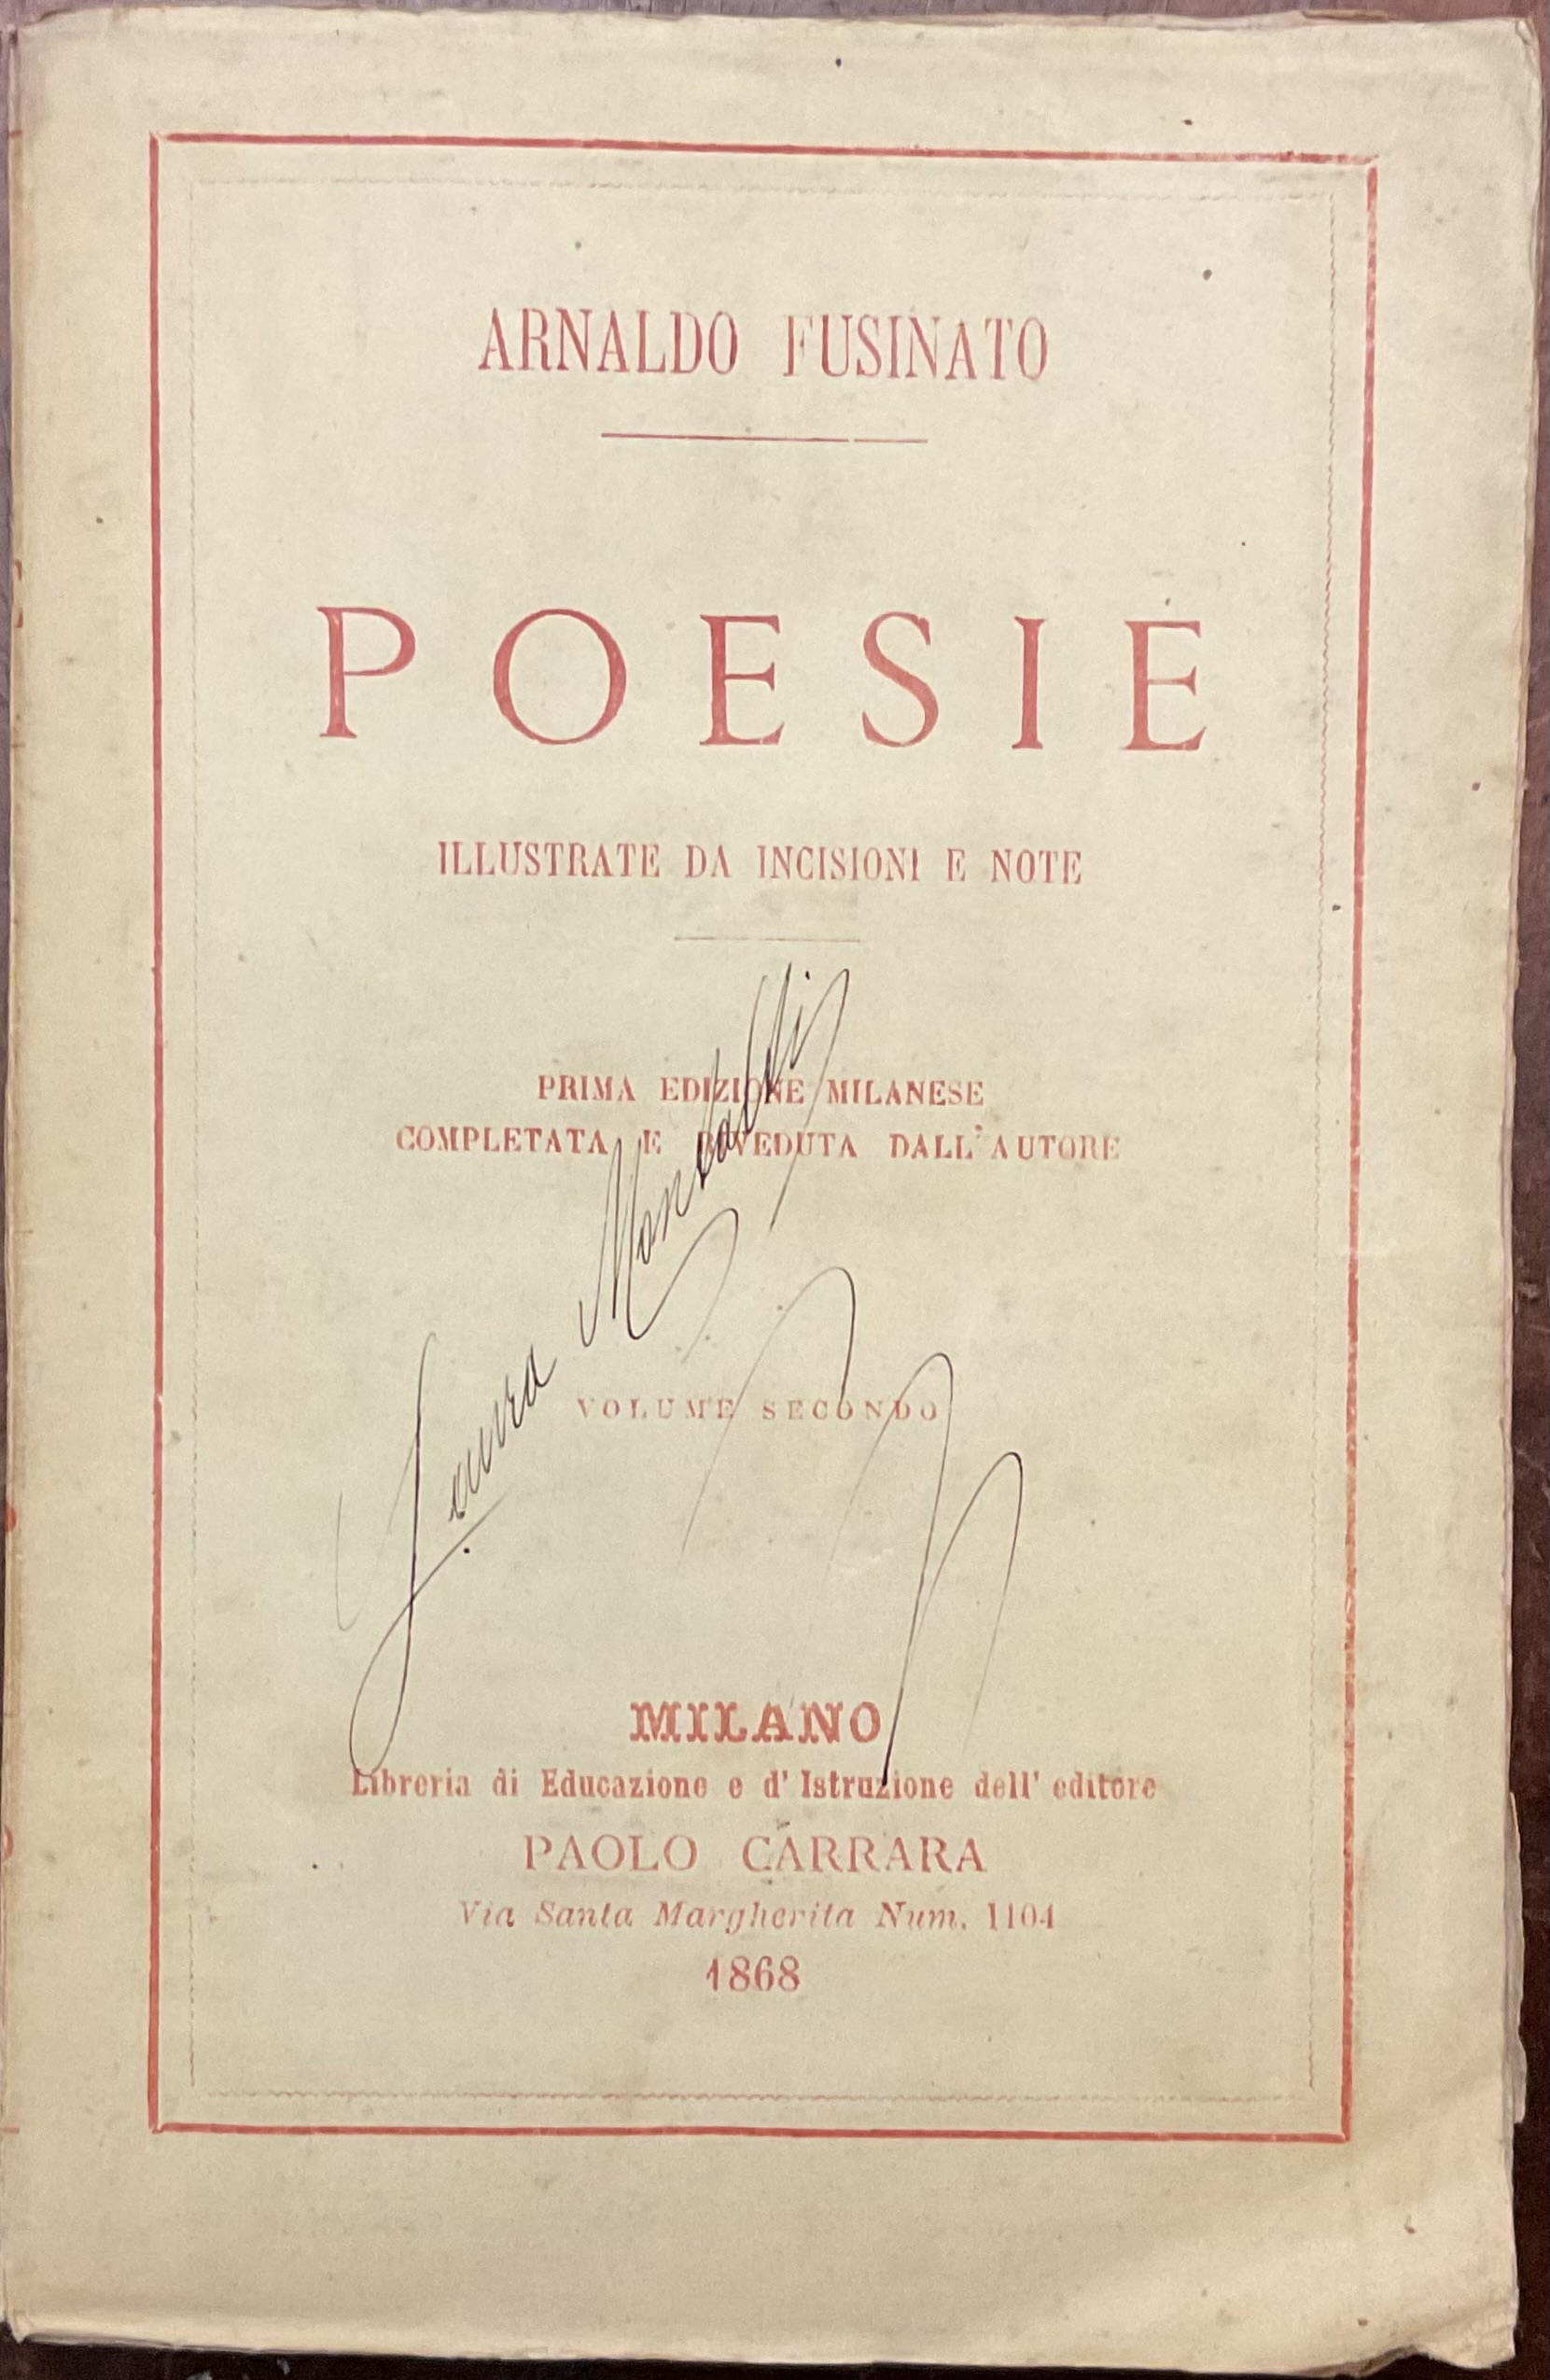 ARNALDO FUSINATO
POESIE
ILLUSTRATE DA INCISIONI E NOTE
PRIMA EDIZIONE MILANESE
COMPLETATA E RIVEDUTA DALL'AUTORE
Laura
VOLUME SECONDO
MILANO
Libreria di Educazione e d' Istruzione dell' editore
PAOLO CARRARA
Via Santa Margherita Num. 1104
1868